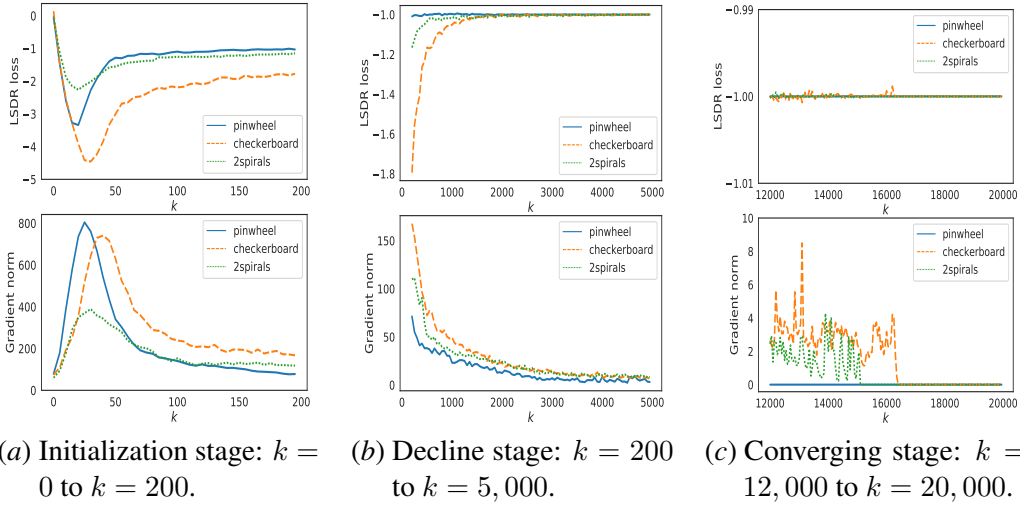 0
−1
−2
−3
−4
−5
LSDR loss
pinwheel
checkerboard
2spirals
0 50 100 150 200
k
−1.0
−1.2
−1.4
−1.6
−1.8
LSDR loss
pinwheel
checkerboard
2spirals
0 1000 2000 3000 4000 5000
k
−0.99
−1.00
−1.01
LSDR loss
pinwheel
checkerboard
2spirals
12000 14000 16000 18000 20000
k
800
600
400
200
0
Gradient norm
pinwheel
checkerboard
2spirals
0 50 100 150 200
k
150
100
50
0
Gradient norm
pinwheel
checkerboard
2spirals
0 1000 2000 3000 4000 5000
k
10
8
6
4
2
0
Gradient norm
pinwheel
checkerboard
2spirals
12000 14000 16000 18000 20000
k
(a) Initialization stage: k =
0 to k = 200.
(b) Decline stage: k = 200
to k = 5,000.
(c) Converging stage: k =
12,000 to k = 20,000.